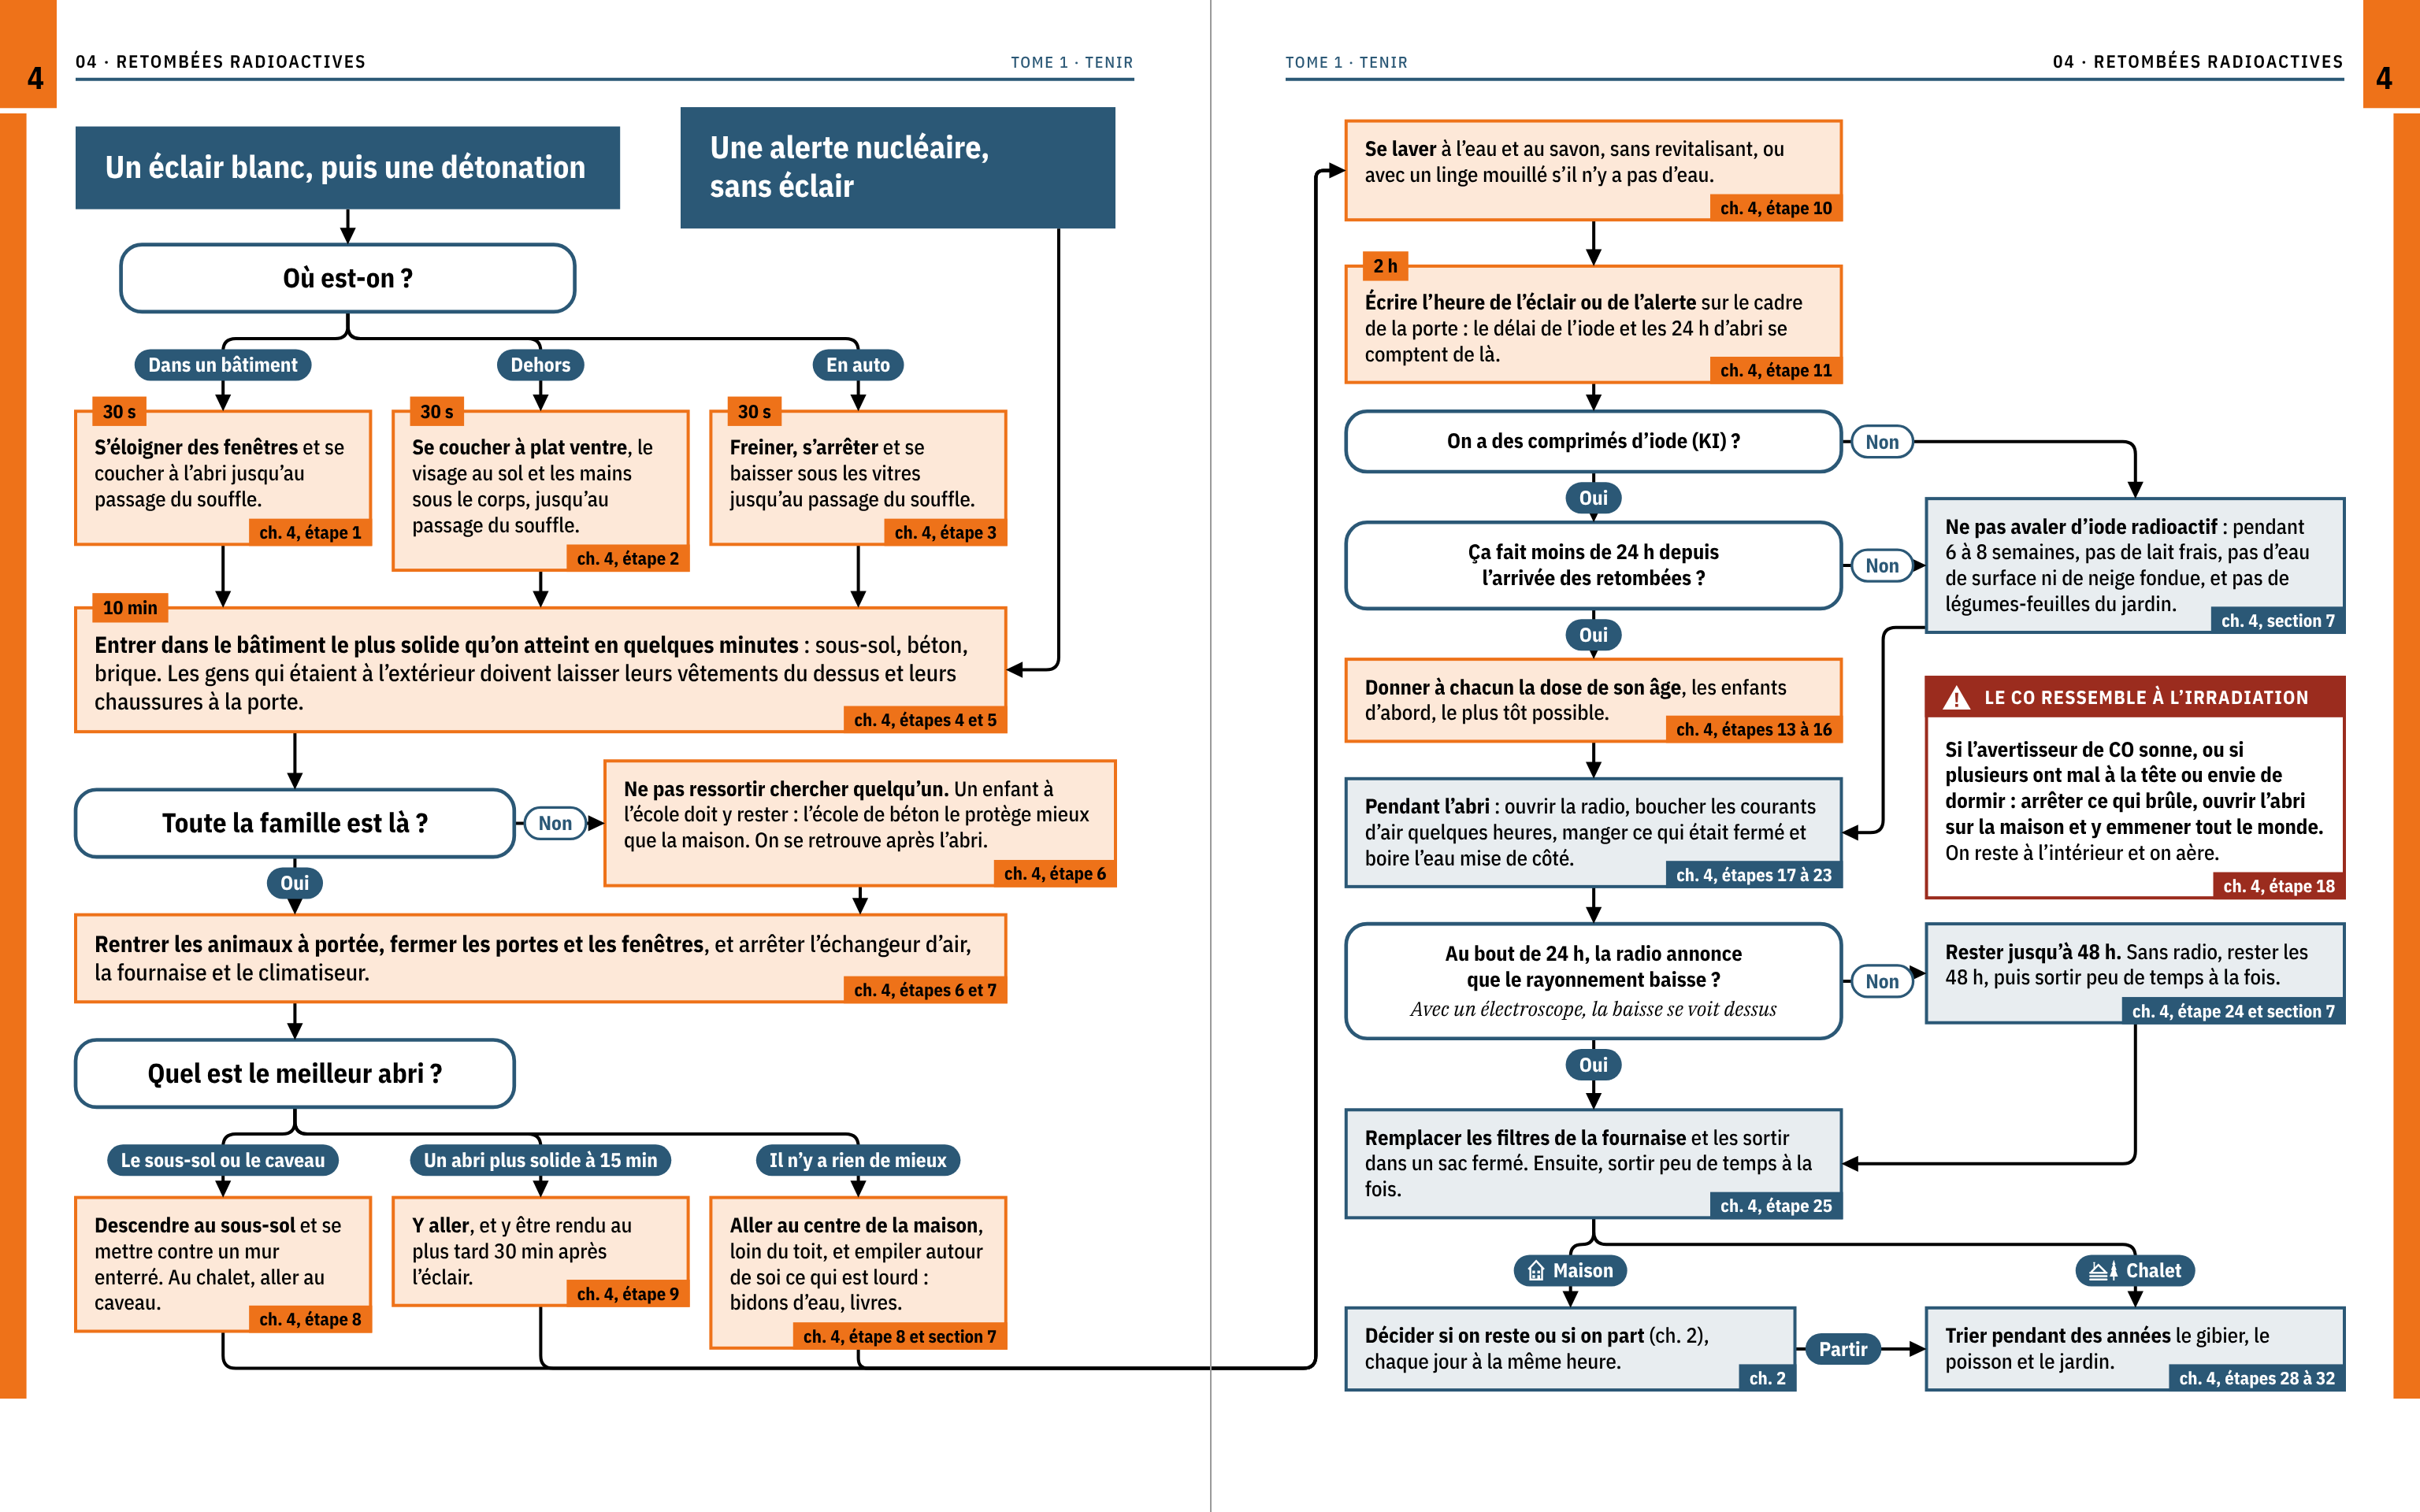 4
04 · RETOMBÉES RADIOACTIVES
TOME 1 · TENIR
Un éclair blanc, puis une détonation
Une alerte nucléaire,
sans éclair
Où est-on ?
Dans un bâtiment
Dehors
En auto
30 s
S’éloigner des fenêtres et se
coucher à l’abri jusqu’au
passage du souffle.
ch. 4, étape 1
30 s
Se coucher à plat ventre, le
visage au sol et les mains
sous le corps, jusqu’au
passage du souffle.
ch. 4, étape 2
30 s
Freiner, s’arrêter et se
baisser sous les vitres
jusqu’au passage du souffle.
ch. 4, étape 3
10 min
Entrer dans le bâtiment le plus solide qu’on atteint en quelques minutes : sous-sol, béton,
brique. Les gens qui étaient à l’extérieur doivent laisser leurs vêtements du dessus et leurs
chaussures à la porte.
ch. 4, étapes 4 et 5
Toute la famille est là ?
Non
Ne pas ressortir chercher quelqu’un. Un enfant à
l’école doit y rester : l’école de béton le protège mieux
que la maison. On se retrouve après l’abri.
ch. 4, étape 6
Oui
Rentrer les animaux à portée, fermer les portes et les fenêtres, et arrêter l’échangeur d’air,
la fournaise et le climatiseur.
ch. 4, étapes 6 et 7
Quel est le meilleur abri ?
Le sous-sol ou le caveau
Un abri plus solide à 15 min
Il n’y a rien de mieux
Descendre au sous-sol et se
mettre contre un mur
enterré. Au chalet, aller au
caveau.
ch. 4, étape 8
Y aller, et y être rendu au
plus tard 30 min après
l’éclair.
ch. 4, étape 9
Aller au centre de la maison,
loin du toit, et empiler autour
de soi ce qui est lourd :
bidons d’eau, livres.
ch. 4, étape 8 et section 7
TOME 1 · TENIR
04 · RETOMBÉES RADIOACTIVES
4
Se laver à l’eau et au savon, sans revitalisant, ou
avec un linge mouillé s’il n’y a pas d’eau.
ch. 4, étape 10
2 h
Écrire l’heure de l’éclair ou de l’alerte sur le cadre
de la porte : le délai de l’iode et les 24 h d’abri se
comptent de là.
ch. 4, étape 11
On a des comprimés d’iode (KI) ?
Non
Oui
Ça fait moins de 24 h depuis
l’arrivée des retombées ?
Non
Ne pas avaler d’iode radioactif : pendant
6 à 8 semaines, pas de lait frais, pas d’eau
de surface ni de neige fondue, et pas de
légumes-feuilles du jardin.
ch. 4, section 7
Oui
Donner à chacun la dose de son âge, les enfants
d’abord, le plus tôt possible.
ch. 4, étapes 13 à 16
LE CO RESSEMBLE À L’IRRADIATION
Si l’avertisseur de CO sonne, ou si
plusieurs ont mal à la tête ou envie de
dormir : arrêter ce qui brûle, ouvrir l’abri
sur la maison et y emmener tout le monde.
On reste à l’intérieur et on aère.
ch. 4, étape 18
Pendant l’abri : ouvrir la radio, boucher les courants
d’air quelques heures, manger ce qui était fermé et
boire l’eau mise de côté.
ch. 4, étapes 17 à 23
Au bout de 24 h, la radio annonce
que le rayonnement baisse ?
Avec un électroscope, la baisse se voit dessus
Non
Rester jusqu’à 48 h. Sans radio, rester les
48 h, puis sortir peu de temps à la fois.
ch. 4, étape 24 et section 7
Oui
Remplacer les filtres de la fournaise et les sortir
dans un sac fermé. Ensuite, sortir peu de temps à la
fois.
ch. 4, étape 25
Maison
Chalet
Décider si on reste ou si on part (ch. 2),
chaque jour à la même heure.
ch. 2
Partir
Trier pendant des années le gibier, le
poisson et le jardin.
ch. 4, étapes 28 à 32